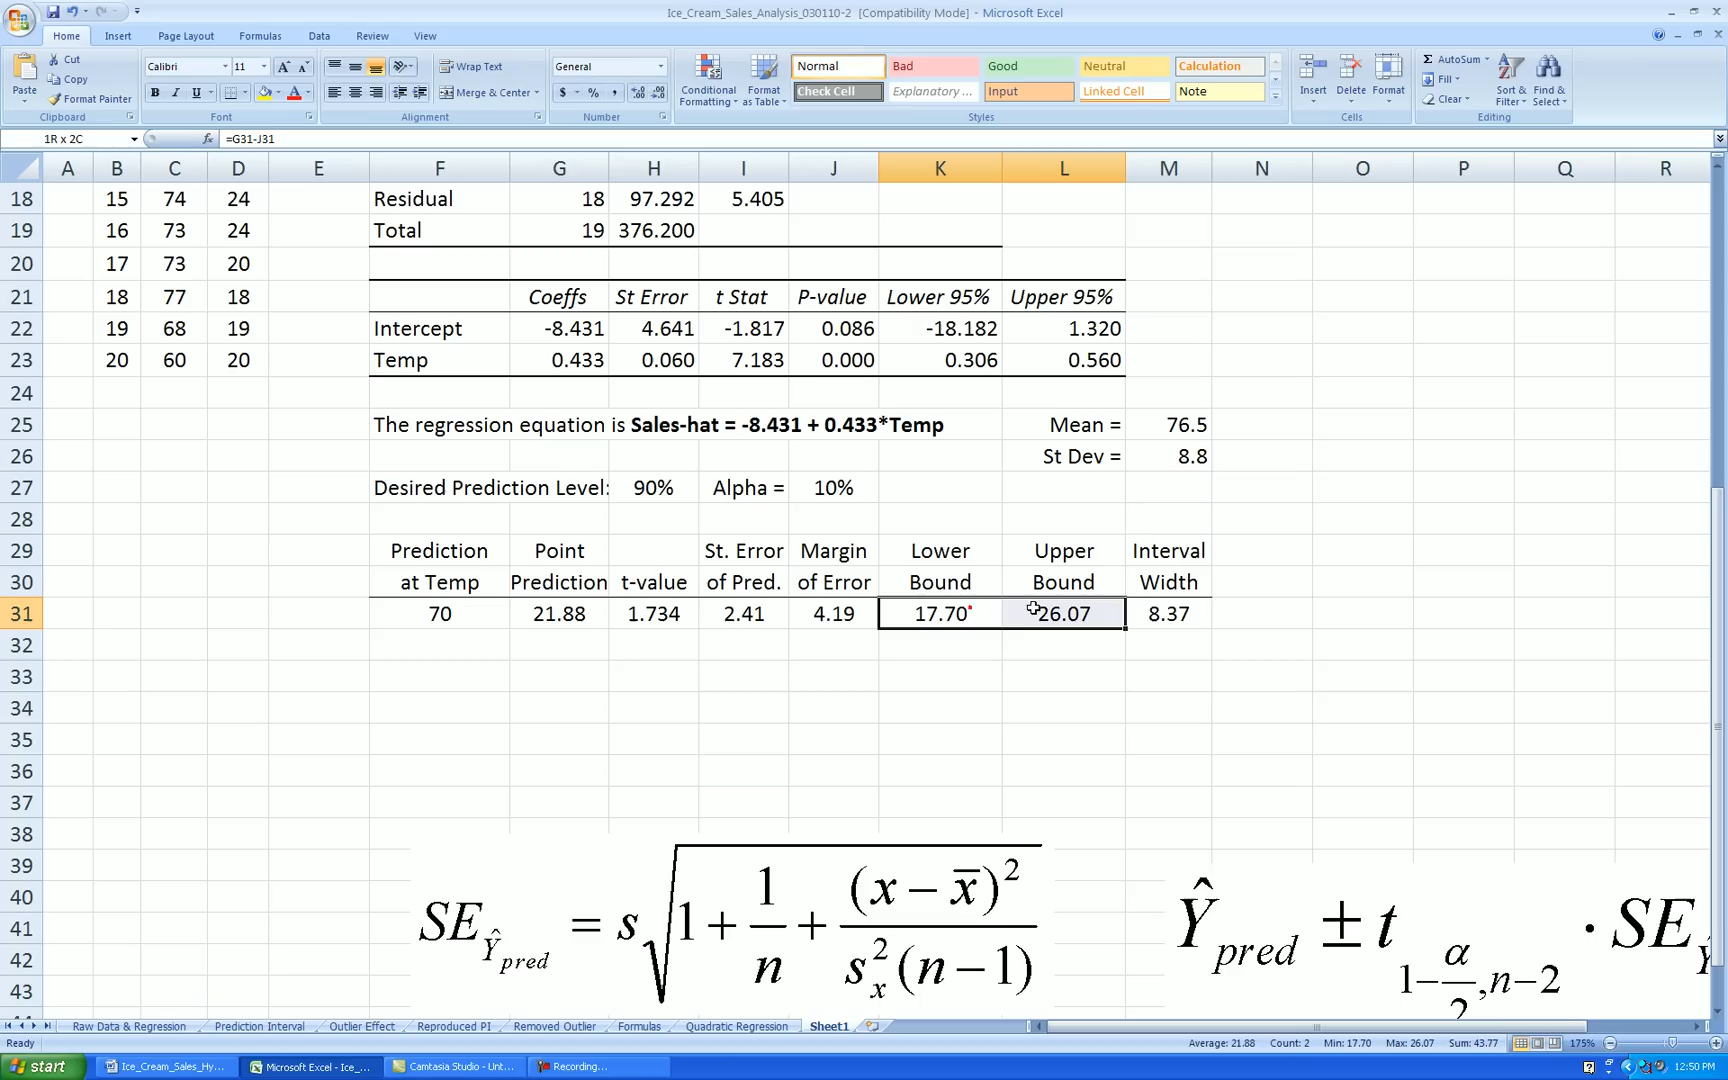 Ice_Cream_Sales_Analysis_030110-2 [Compatibility Mode] - Microsoft Excel
Home Insert Page Layout Formulas Data Review View
Paste
Cut
Copy
Format Painter
Clipboard
Calibri 11
B I U
Font
Wrap Text
Merge & Center
Alignment
General
$ % ,
Number
Conditional Formatting
Format as Table
Normal Bad Good Neutral Calculation
Check Cell Explanatory ... Input Linked Cell Note
Styles
Insert Delete Format
Cells
Σ AutoSum
Fill
Clear
Sort & Filter
Find & Select
Editing
1R x 2C fx =G31-J31
A B C D E F G H I J K L M N O P Q R
18 15 74 24 Residual 18 97.292 5.405
19 16 73 24 Total 19 376.200
20 17 73 20
21 18 77 18 Coeffs St Error t Stat P-value Lower 95% Upper 95%
22 19 68 19 Intercept -8.431 4.641 -1.817 0.086 -18.182 1.320
23 20 60 20 Temp 0.433 0.060 7.183 0.000 0.306 0.560
24
25 The regression equation is Sales-hat = -8.431 + 0.433*Temp Mean = 76.5
26 St Dev = 8.8
27 Desired Prediction Level: 90% Alpha = 10%
28
29 Prediction Point St. Error Margin Lower Upper Interval
30 at Temp Prediction t-value of Pred. of Error Bound Bound Width
31 70 21.88 1.734 2.41 4.19 17.70 26.07 8.37
32
33
34
35
36
37
38
39
40
41
42
43
SE Ŷ pred = s √ 1 + 1/n + (x − x̄)² / s²x (n − 1)
Ŷ pred ± t 1−α/2, n−2 · SE
Raw Data & Regression Prediction Interval Outlier Effect Reproduced PI Removed Outlier Formulas Quadratic Regression Sheet1
Ready Average: 21.88 Count: 2 Min: 17.70 Max: 26.07 Sum: 43.77 175%
start Ice_Cream_Sales_Hy... Microsoft Excel - Ice_... Camtasia Studio - Unt... Recording... 12:50 PM